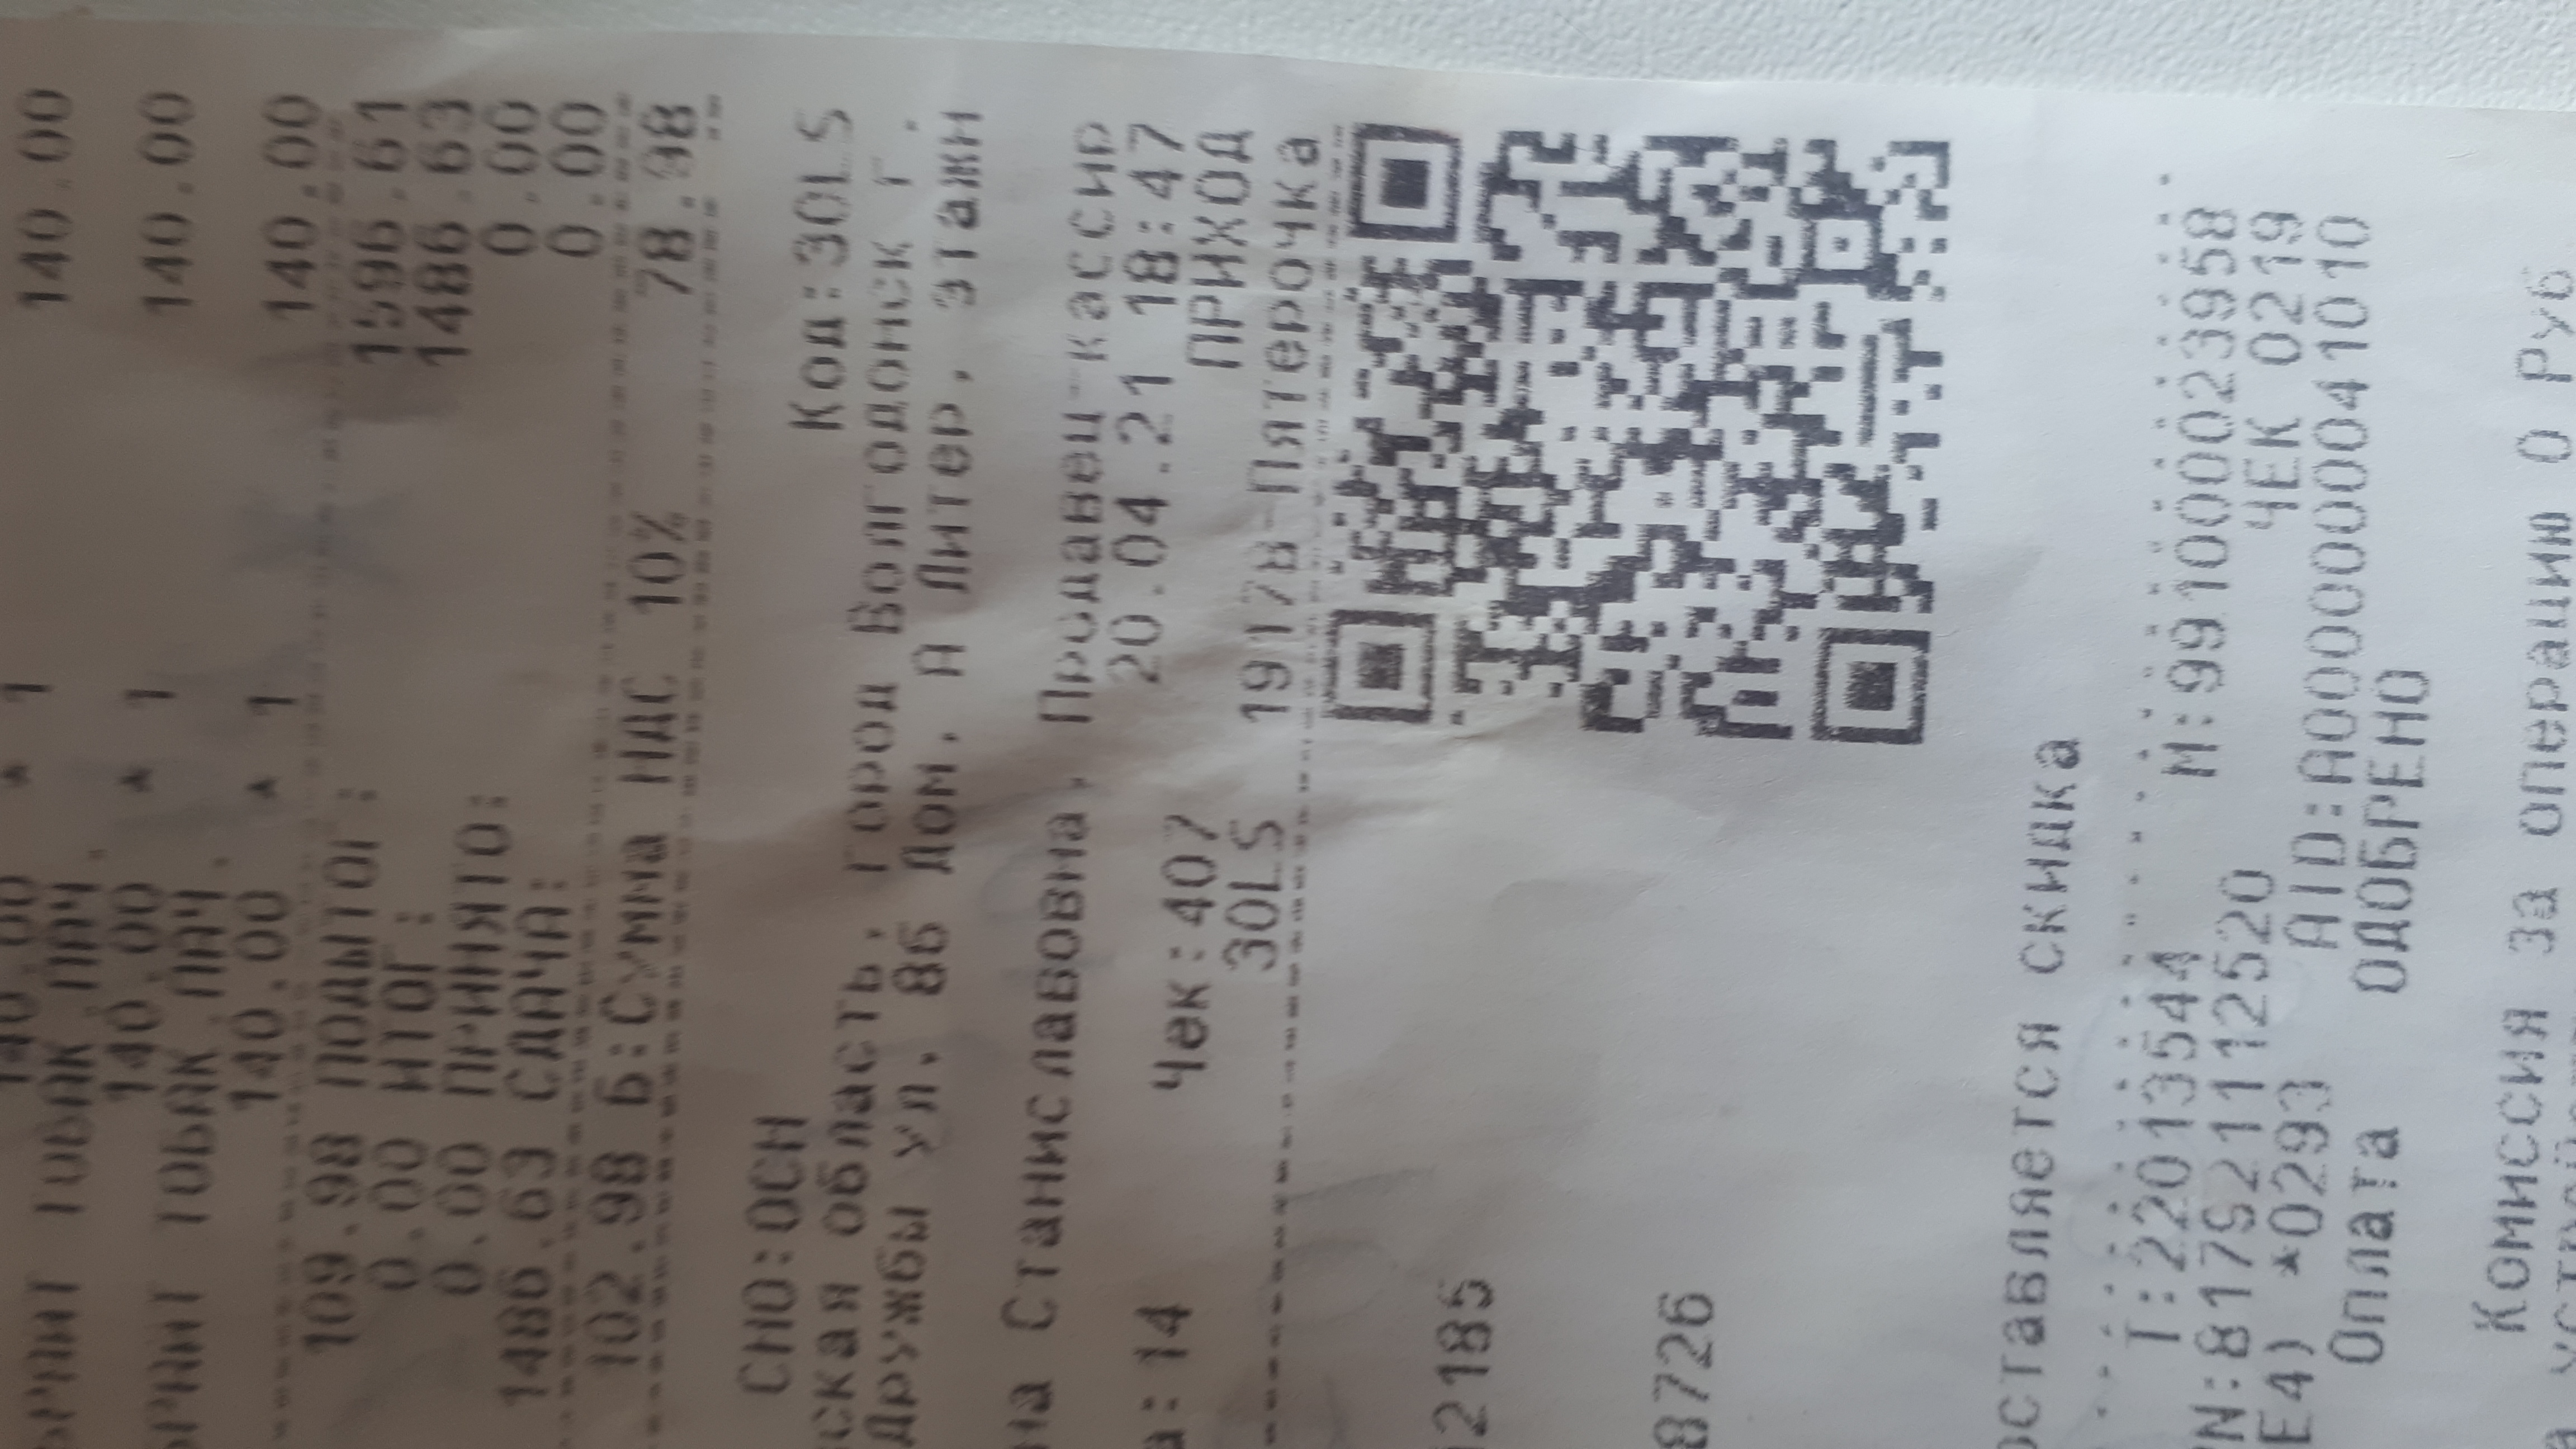 140.00 * 1 140.00
ТОБАК.ПАЧ.
140.00 * 1 140.00
ТОБАК.ПАЧ.
140.00 * 1 140.00
109.98 ПОДЫТОГ: 1596.61
0.00 ИТОГ: 1486.63
0.00 ПРИНЯТО: 0.00
1486.63 СДАЧА: 0.00
102.98 Б:Сумма НДС 10% 78.98
СНО:ОСН Код:30LS
ская область, город Волгодонск г.
Дружбы ул, 86 Дом, А Литер, этажи
на Станиславовна, Продавец-кассир
20.04.21 18:47
а:14 Чек:407 ПРИХОД
30LS 19178-Пятерочка
2185
8726
оставляется скидка
T:22013544 M:991000023958
N:817521112520 ЧЕК 0219
E4) *0293 AID:A0000000041010
Оплата ОДОБРЕНО
Комиссия за операцию 0 Руб